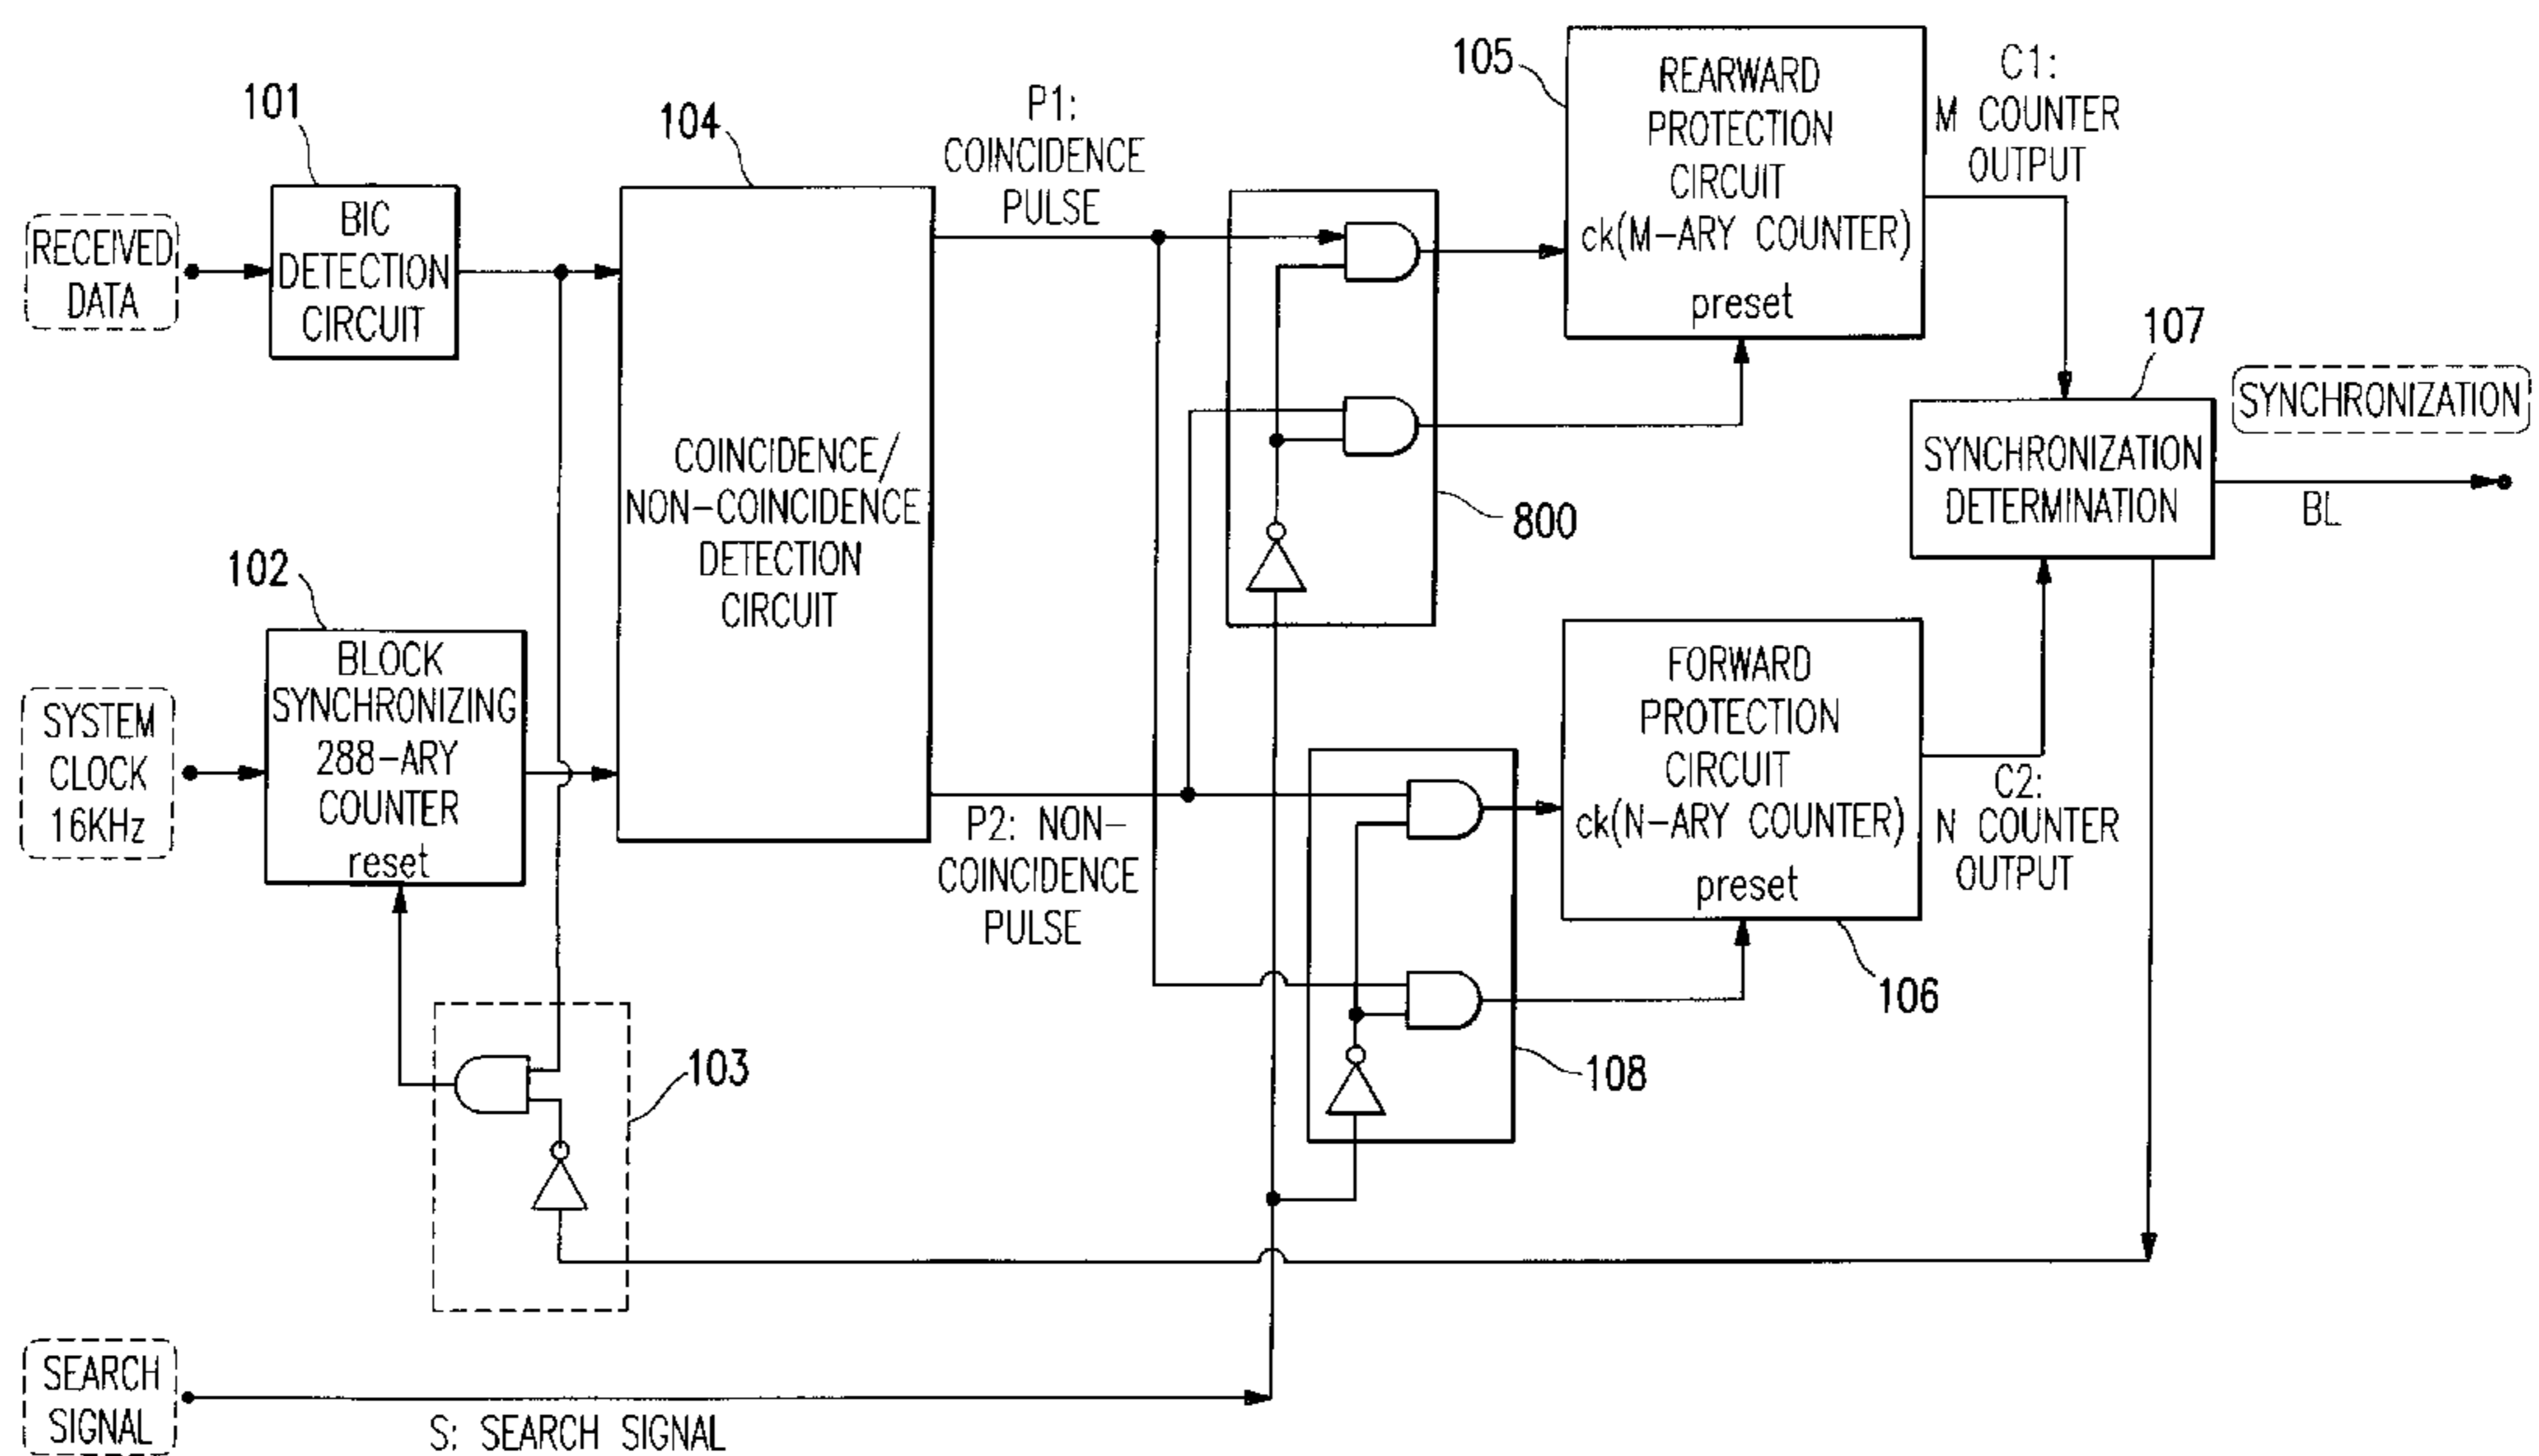 101
BIC
DETECTION
CIRCUIT
RECEIVED
DATA
102
BLOCK
SYNCHRONIZING
288-ARY
COUNTER
reset
SYSTEM
CLOCK
16KHz
103
104
COINCIDENCE/
NON-COINCIDENCE
DETECTION
CIRCUIT
P1:
COINCIDENCE
PULSE
P2: NON-
COINCIDENCE
PULSE
800
108
105
REARWARD
PROTECTION
CIRCUIT
ck(M-ARY COUNTER)
preset
C1:
M COUNTER
OUTPUT
FORWARD
PROTECTION
CIRCUIT
ck(N-ARY COUNTER)
preset
106
C2:
N COUNTER
OUTPUT
107
SYNCHRONIZATION
DETERMINATION
SYNCHRONIZATION
BL
SEARCH
SIGNAL
S: SEARCH SIGNAL